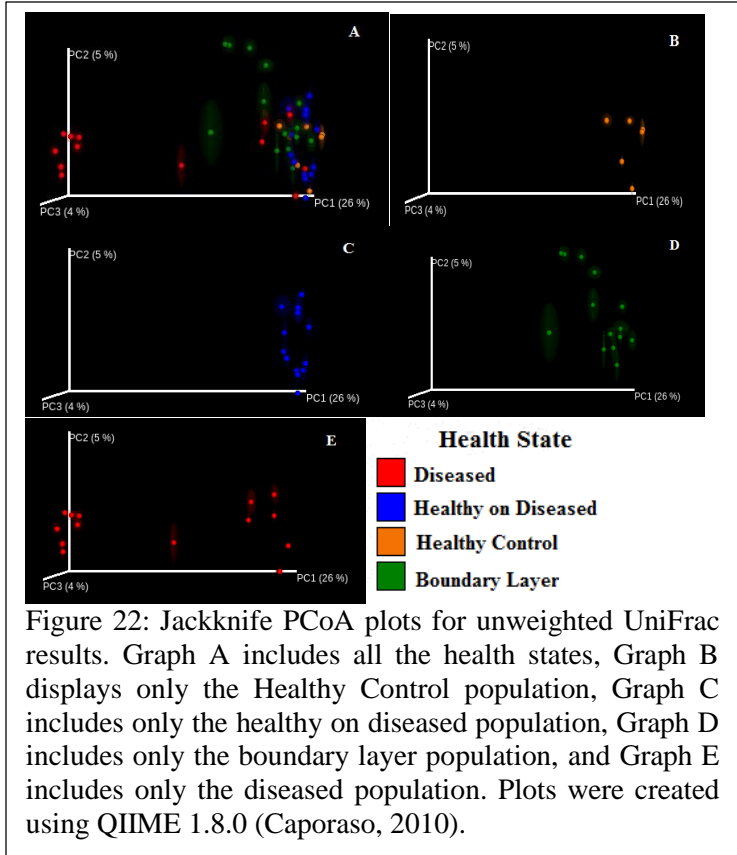 A
PC2 (5 %)
PC3 (4 %)
PC1 (26 %)
B
PC2 (5 %)
PC3 (4 %)
PC1 (26 %)
C
PC2 (5 %)
PC3 (4 %)
PC1 (26 %)
D
PC2 (5 %)
PC3 (4 %)
PC1 (26 %)
E
PC2 (5 %)
PC3 (4 %)
PC1 (26 %)
Health State
Diseased
Healthy on Diseased
Healthy Control
Boundary Layer
Figure 22: Jackknife PCoA plots for unweighted UniFrac
results. Graph A includes all the health states, Graph B
displays only the Healthy Control population, Graph C
includes only the healthy on diseased population, Graph D
includes only the boundary layer population, and Graph E
includes only the diseased population. Plots were created
using QIIME 1.8.0 (Caporaso, 2010).